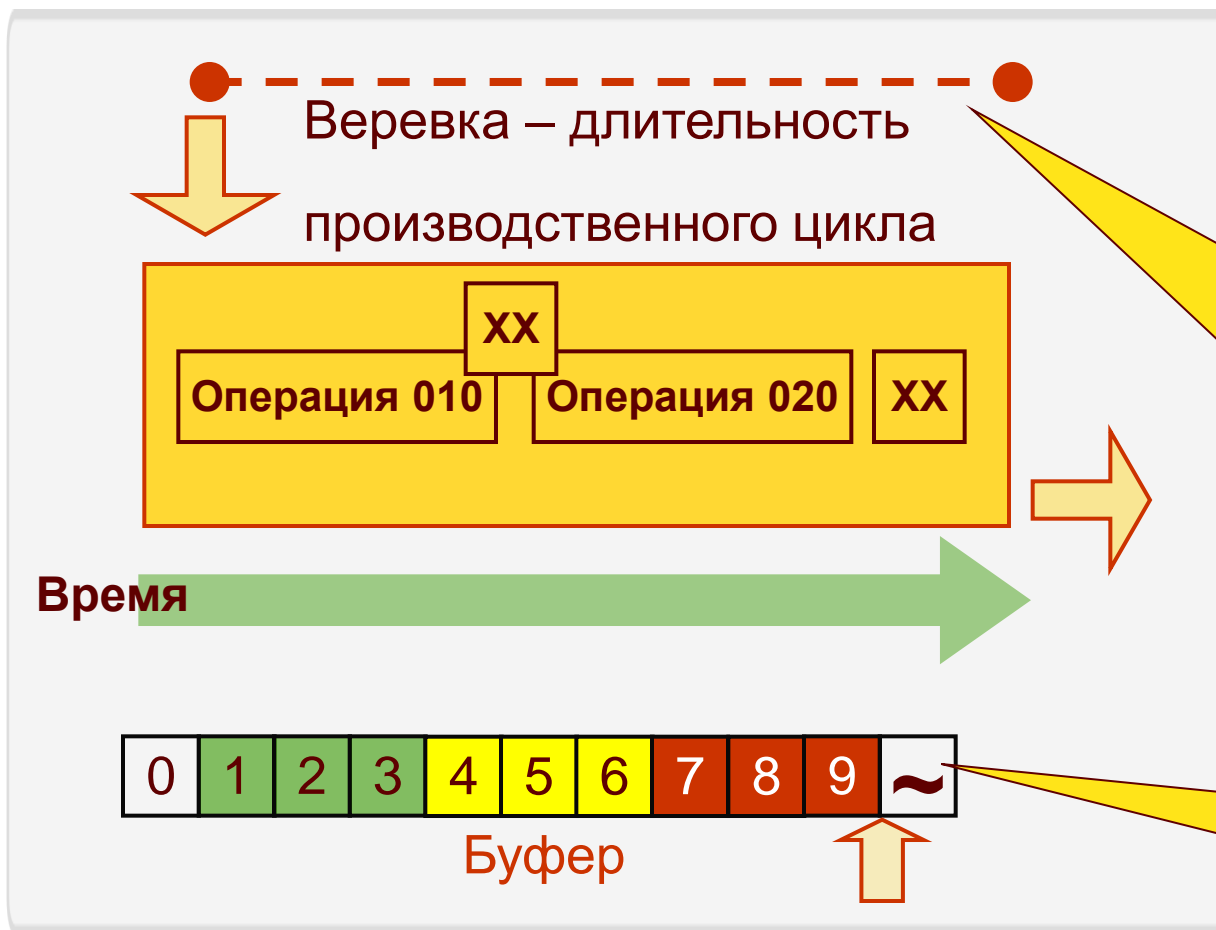 Веревка – длительность
производственного цикла
XX
Операция 010 Операция 020 XX
Время
0 1 2 3 4 5 6 7 8 9 ~
Буфер